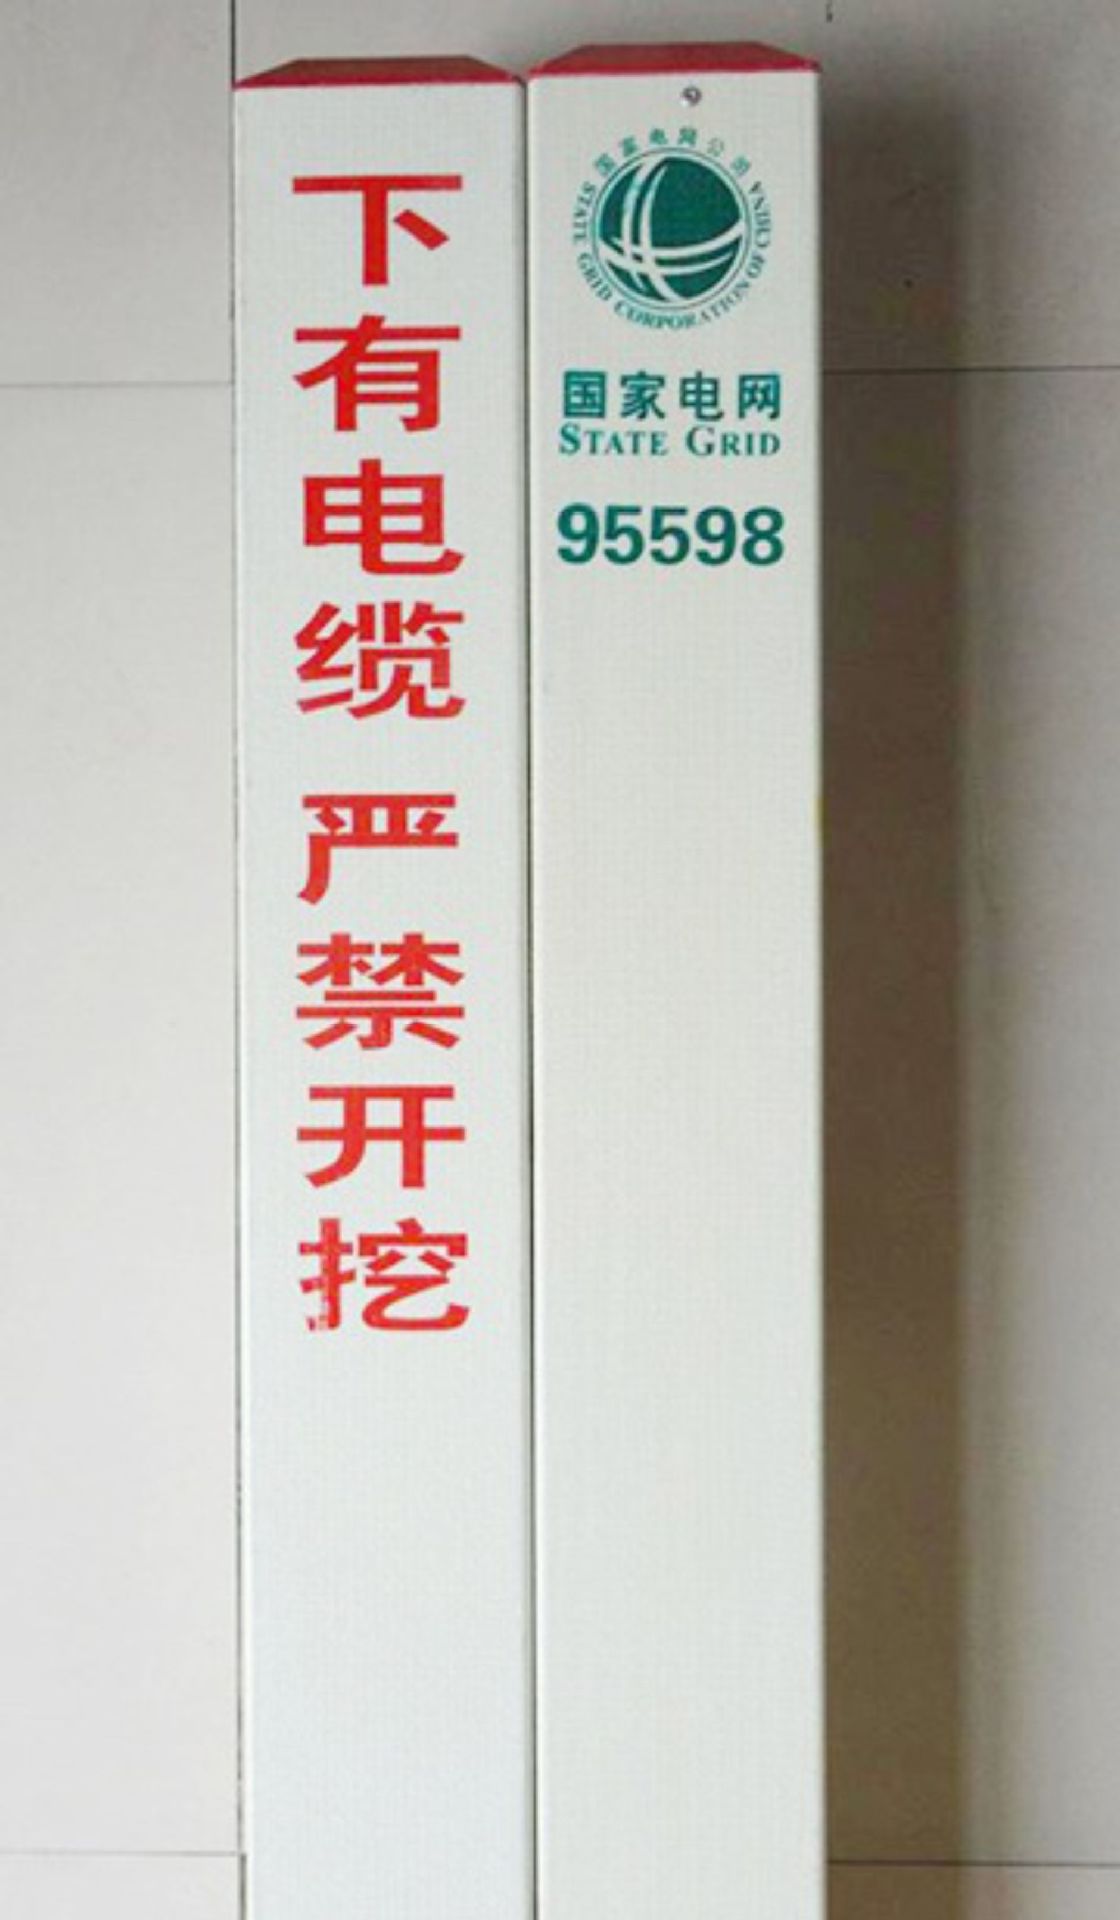 下有电缆 严禁开挖
国家电网公司
STATE GRID CORPORATION OF CHINA
国家电网
STATE GRID
95598